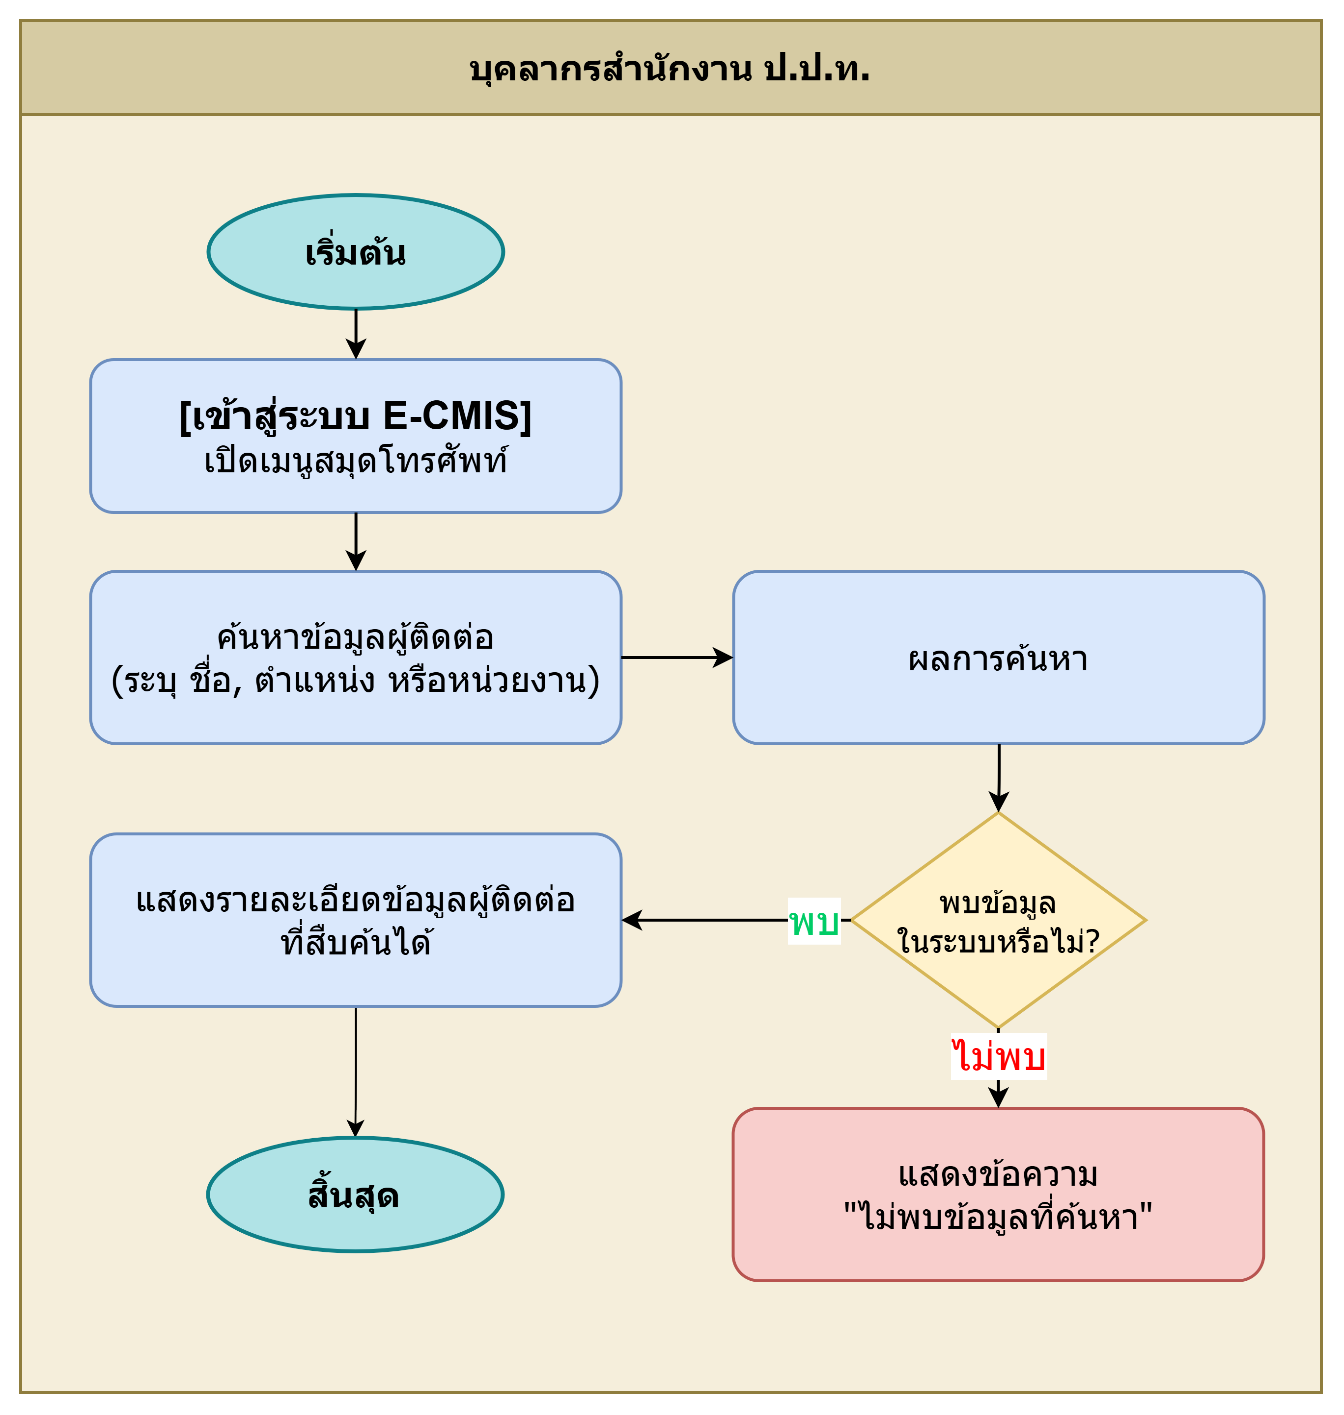 บุคลากรสำนักงาน ป.ป.ท.
เริ่มต้น
[เข้าสู่ระบบ E-CMIS]
เปิดเมนูสมุดโทรศัพท์
ค้นหาข้อมูลผู้ติดต่อ
(ระบุ ชื่อ, ตำแหน่ง หรือหน่วยงาน)
ผลการค้นหา
พบข้อมูล
ในระบบหรือไม่?
พบ
แสดงรายละเอียดข้อมูลผู้ติดต่อ
ที่สืบค้นได้
ไม่พบ
แสดงข้อความ
"ไม่พบข้อมูลที่ค้นหา"
สิ้นสุด